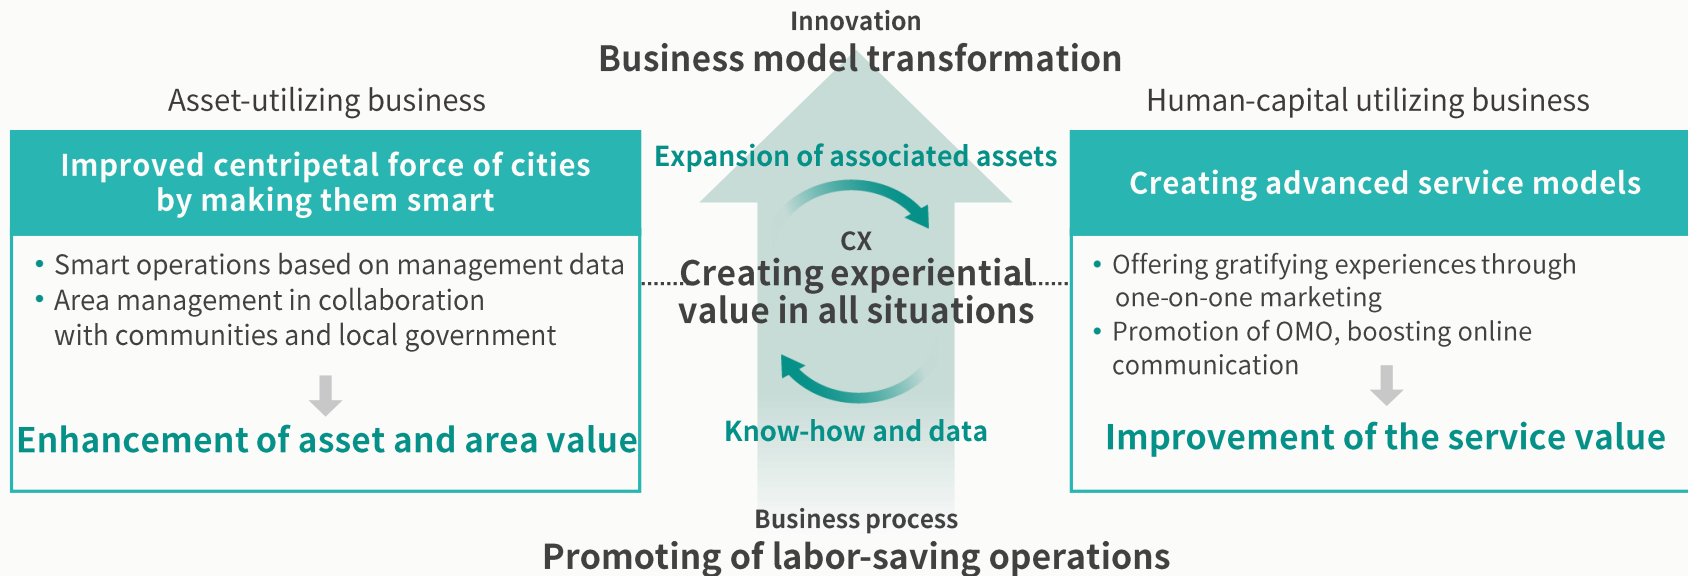 Innovation
Business model transformation
Asset-utilizing business
Improved centripetal force of cities
by making them smart
• Smart operations based on management data
• Area management in collaboration
with communities and local government
Enhancement of asset and area value
Expansion of associated assets
CX
Creating experiential
value in all situations
Know-how and data
Human-capital utilizing business
Creating advanced service models
• Offering gratifying experiences through
one-on-one marketing
• Promotion of OMO, boosting online
communication
Improvement of the service value
Business process
Promoting of labor-saving operations